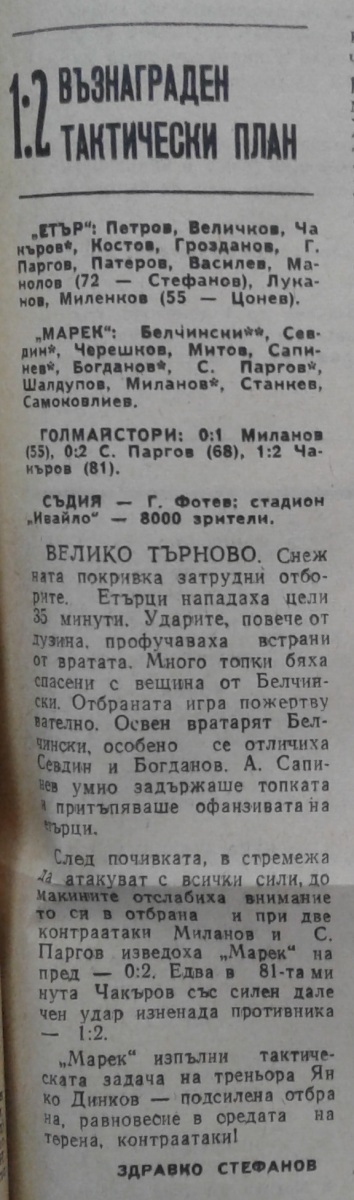 1:2 ВЪЗНАГРАДЕН
ТАКТИЧЕСКИ ПЛАН
„ЕТЪР“: Петров, Величков, Ча
къров*, Костов, Грозданов, Г.
Паргов, Патеров, Василев, Ма-
нолов (72 — Стефанов), Лука-
нов, Миленков (55 — Цонев).
„МАРЕК“: Белчински**, Сев-
дин*, Черешков, Митов, Сапи-
нев*, Богданов*, С. Паргов*,
Шалдупов, Миланов*, Станкев,
Самоковлиев.
ГОЛМАЙСТОРИ: 0:1 Миланов
(55), 0:2 С. Паргов (68), 1:2 Ча-
къров (81).
СЪДИЯ — Г. Фотев; стадион
„Ивайло“ — 8000 зрители.
ВЕЛИКО ТЪРНОВО. Снеж
ната покривка затрудни отбо-
рите. Етърци нападаха цели
35 минути. Ударите, повече от
дузина, профучаваха встрани
от вратата. Много топки бяха
спасени с вещина от Белчин-
ски. Отбраната игра пожертву
вателно. Освен вратарят Бел-
чински, особено се отличиха
Севдин и Богданов. А. Сапи-
нев умно задържаше топката
и притъпяваше офанзивата на
етърци.
След почивката, в стремежа
да атакуват с всички сили, до
макините отслабиха внимание
то си в отбрана и при две
контраатаки Миланов и С.
Паргов изведоха „Марек“ на
пред — 0:2. Едва в 81-та ми
нута Чакъров със силен дале
чен удар изненада противника
— 1:2.
„Марек“ изпълни тактиче-
ската задача на треньора Ян
ко Динков — подсилена отбра
на, равновесие в средата на
терена, контраатаки!
ЗДРАВКО СТЕФАНОВ